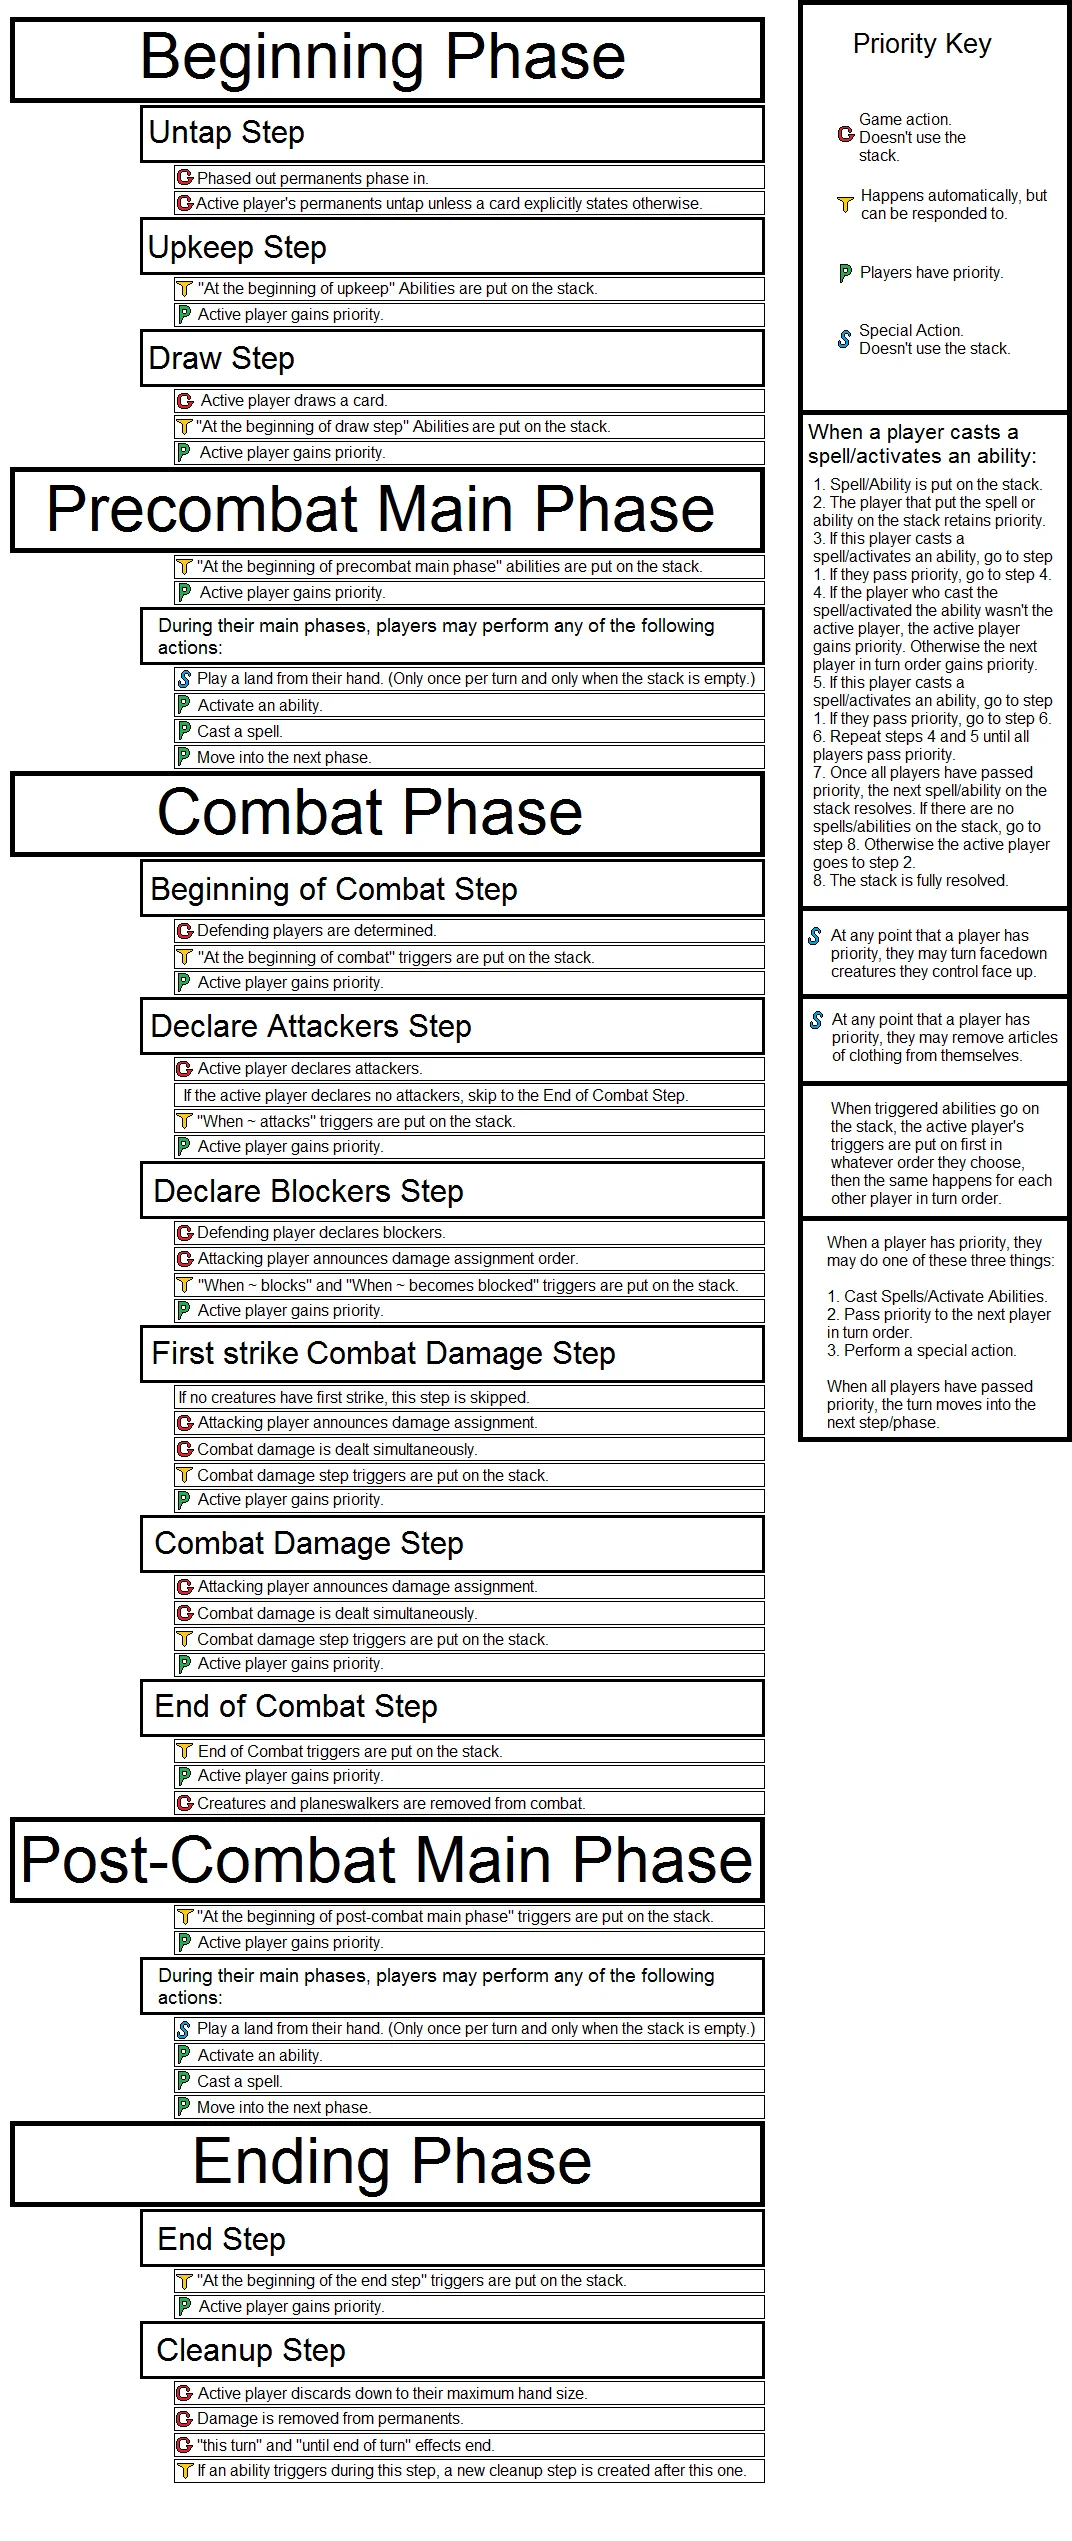 Beginning Phase
Untap Step
G Phased out permanents phase in.
G Active player's permanents untap unless a card explicitly states otherwise.
Upkeep Step
T "At the beginning of upkeep" Abilities are put on the stack.
P Active player gains priority.
Draw Step
G Active player draws a card.
T "At the beginning of draw step" Abilities are put on the stack.
P Active player gains priority.
Precombat Main Phase
T "At the beginning of precombat main phase" abilities are put on the stack.
P Active player gains priority.
During their main phases, players may perform any of the following
actions:
S Play a land from their hand. (Only once per turn and only when the stack is empty.)
P Activate an ability.
P Cast a spell.
P Move into the next phase.
Combat Phase
Beginning of Combat Step
G Defending players are determined.
T "At the beginning of combat" triggers are put on the stack.
P Active player gains priority.
Declare Attackers Step
G Active player declares attackers.
If the active player declares no attackers, skip to the End of Combat Step.
T "When ~ attacks" triggers are put on the stack.
P Active player gains priority.
Declare Blockers Step
G Defending player declares blockers.
G Attacking player announces damage assignment order.
T "When ~ blocks" and "When ~ becomes blocked" triggers are put on the stack.
P Active player gains priority.
First strike Combat Damage Step
If no creatures have first strike, this step is skipped.
G Attacking player announces damage assignment.
G Combat damage is dealt simultaneously.
T Combat damage step triggers are put on the stack.
P Active player gains priority.
Combat Damage Step
G Attacking player announces damage assignment.
G Combat damage is dealt simultaneously.
T Combat damage step triggers are put on the stack.
P Active player gains priority.
End of Combat Step
T End of Combat triggers are put on the stack.
P Active player gains priority.
G Creatures and planeswalkers are removed from combat.
Post-Combat Main Phase
T "At the beginning of post-combat main phase" triggers are put on the stack.
P Active player gains priority.
During their main phases, players may perform any of the following
actions:
S Play a land from their hand. (Only once per turn and only when the stack is empty.)
P Activate an ability.
P Cast a spell.
P Move into the next phase.
Ending Phase
End Step
T "At the beginning of the end step" triggers are put on the stack.
P Active player gains priority.
Cleanup Step
G Active player discards down to their maximum hand size.
G Damage is removed from permanents.
G "this turn" and "until end of turn" effects end.
T If an ability triggers during this step, a new cleanup step is created after this one.
Priority Key
G Game action.
Doesn't use the
stack.
T Happens automatically, but
can be responded to.
P Players have priority.
S Special Action.
Doesn't use the stack.
When a player casts a
spell/activates an ability:
1. Spell/Ability is put on the stack.
2. The player that put the spell or
ability on the stack retains priority.
3. If this player casts a
spell/activates an ability, go to step
1. If they pass priority, go to step 4.
4. If the player who cast the
spell/activated the ability wasn't the
active player, the active player
gains priority. Otherwise the next
player in turn order gains priority.
5. If this player casts a
spell/activates an ability, go to step
1. If they pass priority, go to step 6.
6. Repeat steps 4 and 5 until all
players pass priority.
7. Once all players have passed
priority, the next spell/ability on the
stack resolves. If there are no
spells/abilities on the stack, go to
step 8. Otherwise the active player
goes to step 2.
8. The stack is fully resolved.
S At any point that a player has
priority, they may turn facedown
creatures they control face up.
S At any point that a player has
priority, they may remove articles
of clothing from themselves.
When triggered abilities go on
the stack, the active player's
triggers are put on first in
whatever order they choose,
then the same happens for each
other player in turn order.
When a player has priority, they
may do one of these three things:
1. Cast Spells/Activate Abilities.
2. Pass priority to the next player
in turn order.
3. Perform a special action.
When all players have passed
priority, the turn moves into the
next step/phase.